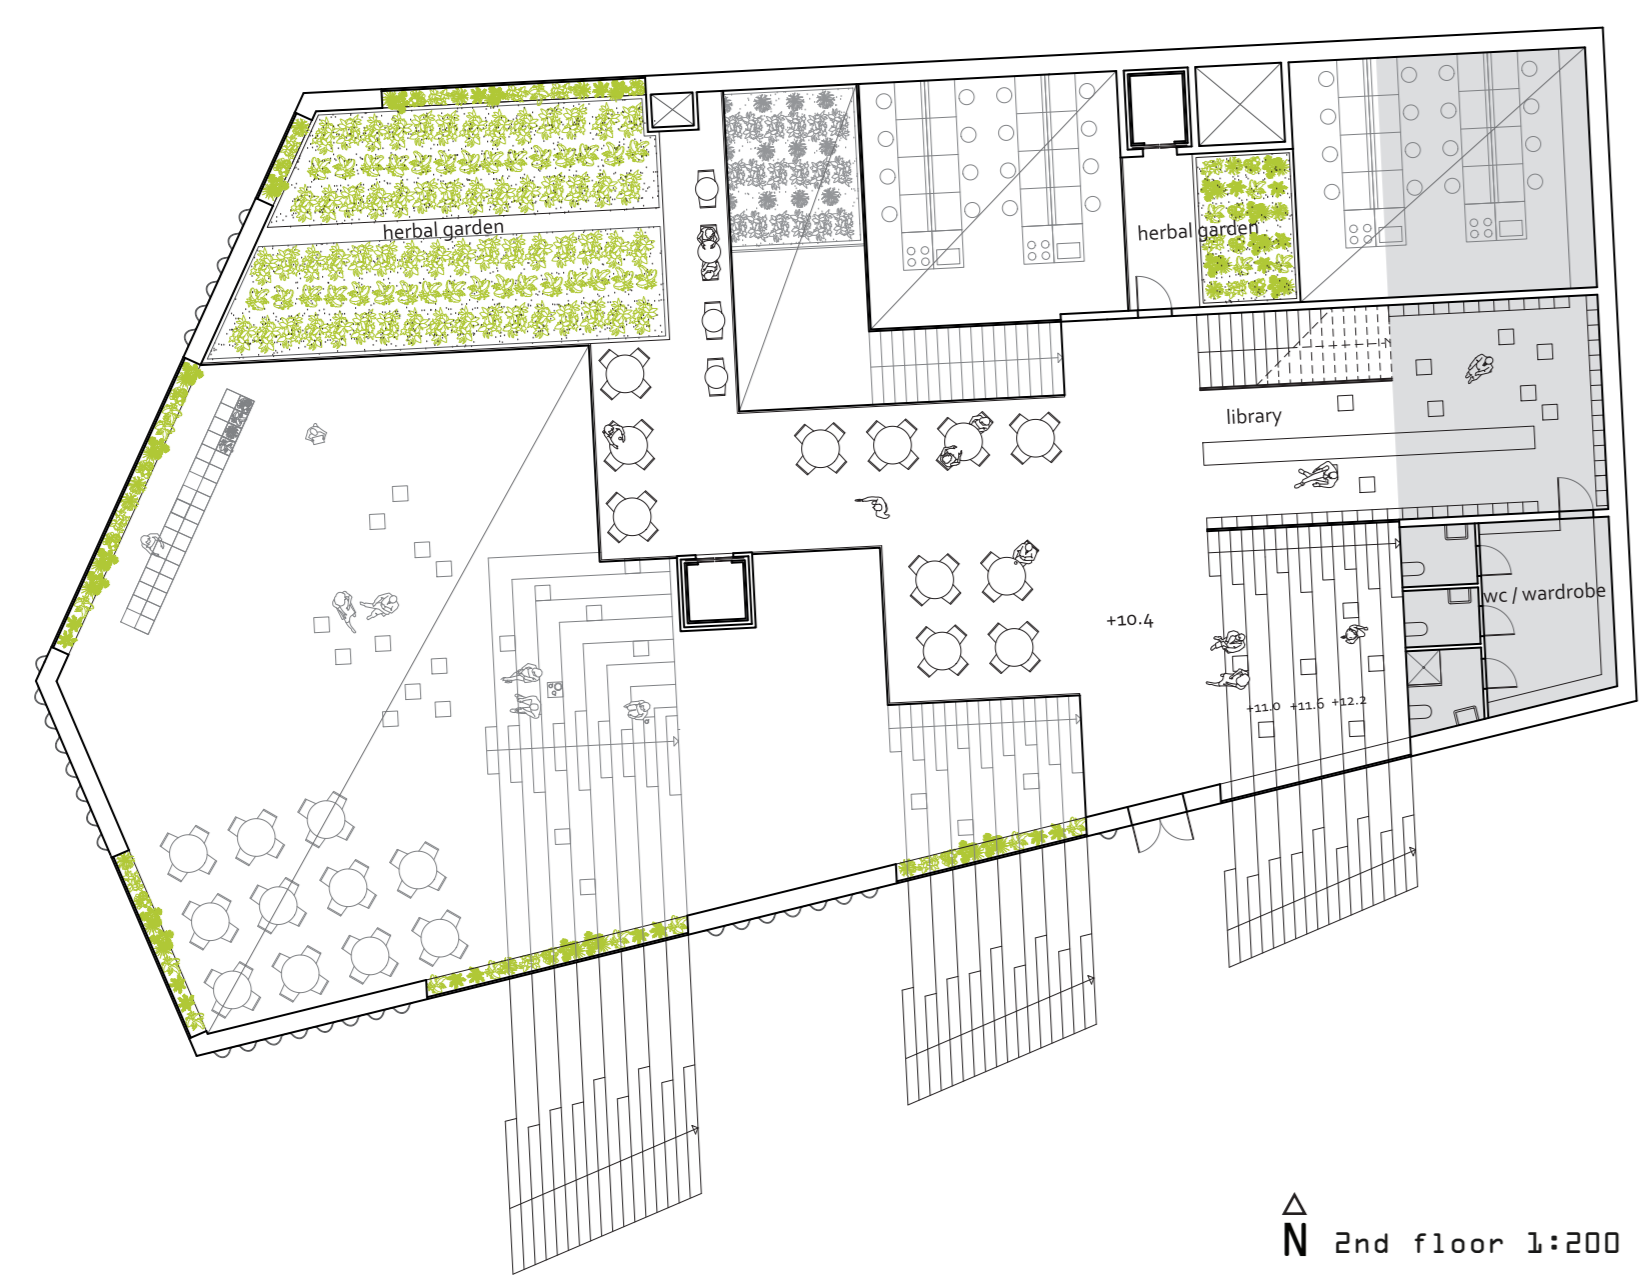 herbal garden
herbal garden
library
wc / wardrobe
+10.4
+11.0 +11.6 +12.2
N 2nd floor 1:200